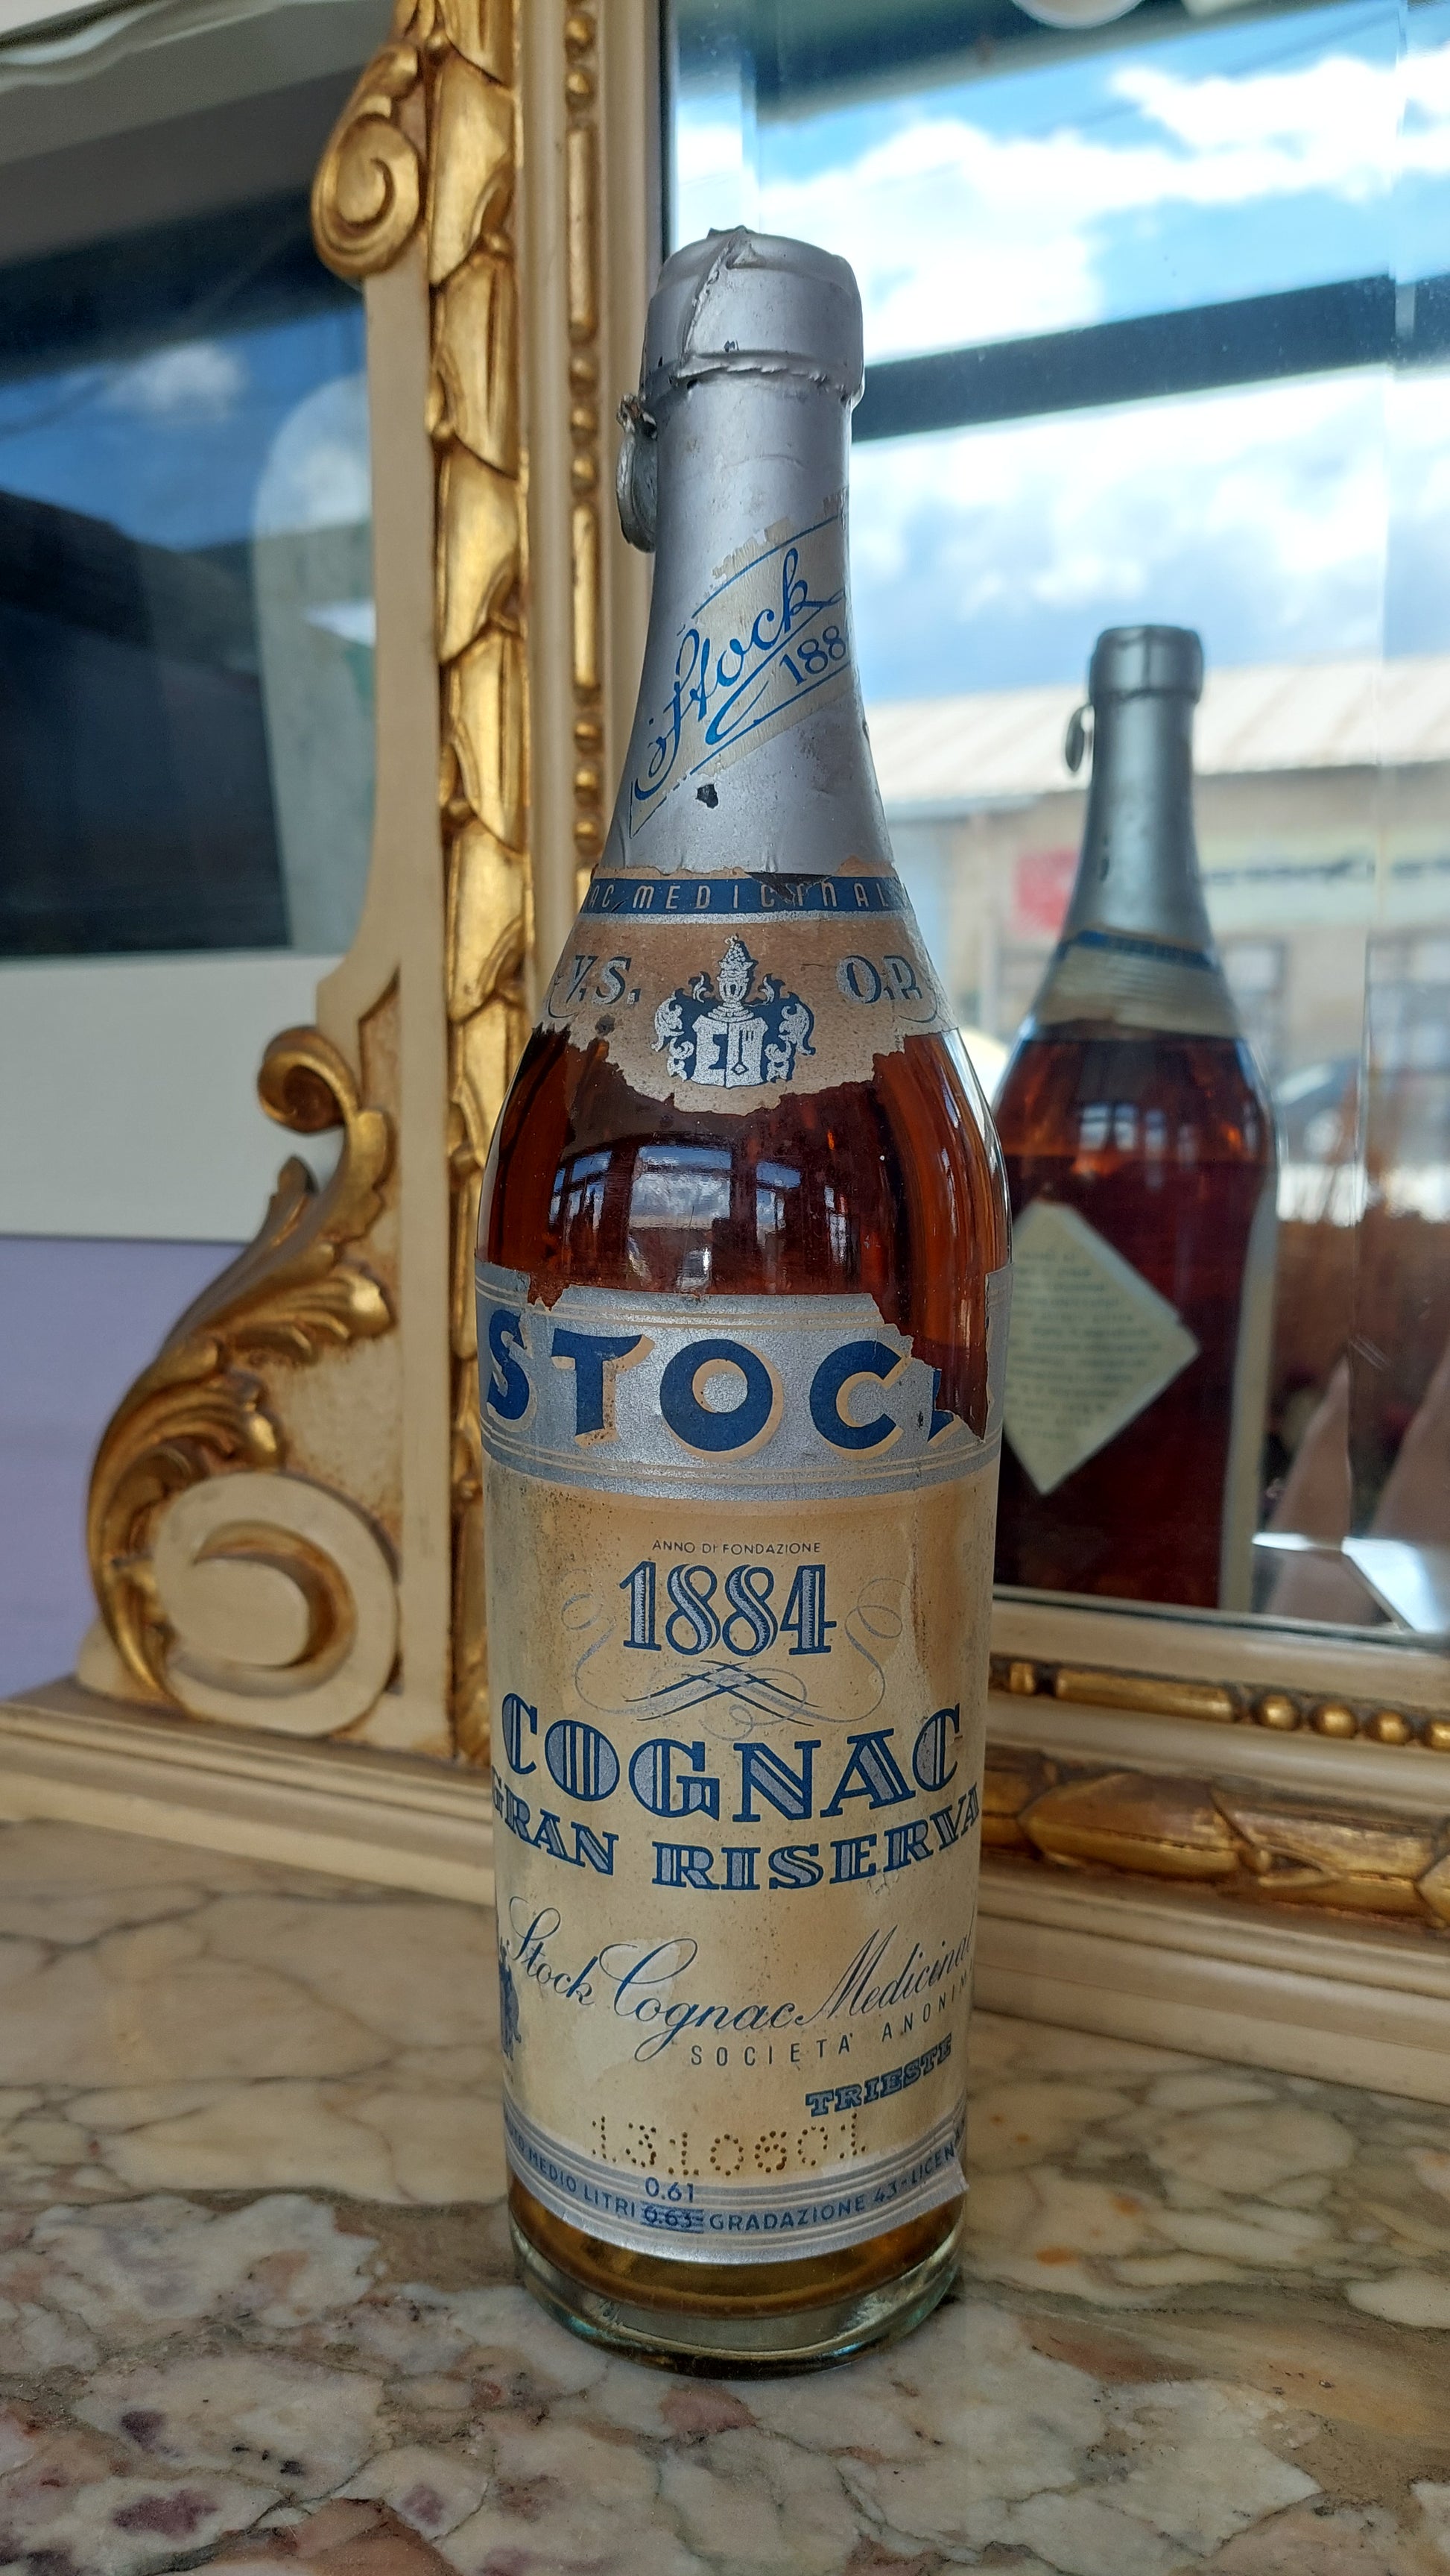 Stock
188
AC MEDICINAL
V.S. O.P.
STOCK
ANNO DI FONDAZIONE
1884
COGNAC
GRAN RISERVA
Stock Cognac Medicinal
SOCIETA' ANONIM
TRIESTE
1310601
0.61
MEDIO LITRI 0.63 GRADAZIONE 43-LICEN